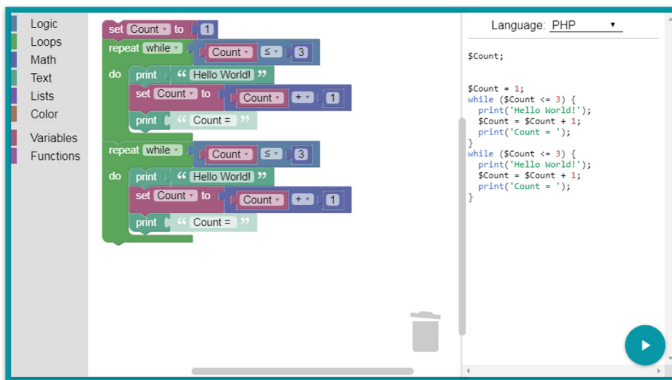 Logic
Loops
Math
Text
Lists
Color
Variables
Functions
set Count to 1
repeat while Count ≤ 3
do print “ Hello World! ”
set Count to Count + 1
print “ Count = ”
repeat while Count ≤ 3
do print “ Hello World! ”
set Count to Count + 1
print “ Count = ”
Language: PHP
$Count;
$Count = 1;
while ($Count <= 3) {
print('Hello World!');
$Count = $Count + 1;
print('Count = ');
}
while ($Count <= 3) {
print('Hello World!');
$Count = $Count + 1;
print('Count = ');
}